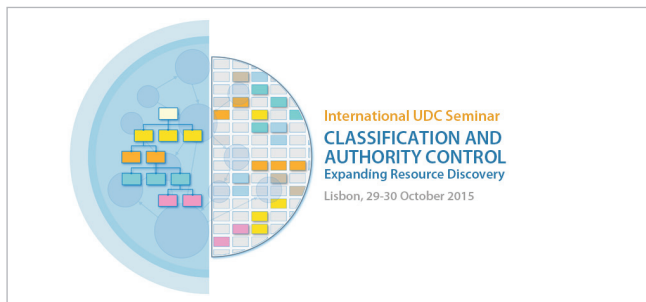 International UDC Seminar
CLASSIFICATION AND
AUTHORITY CONTROL
Expanding Resource Discovery
Lisbon, 29-30 October 2015